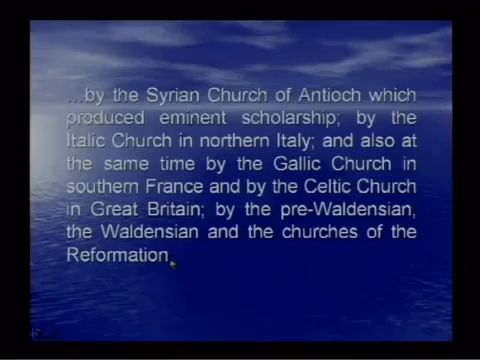 ...by the Syrian Church of Antioch which
produced eminent scholarship; by the
Italic Church in northern Italy; and also at
the same time by the Gallic Church in
southern France and by the Celtic Church
in Great Britain; by the pre-Waldensian,
the Waldensian and the churches of the
Reformation.